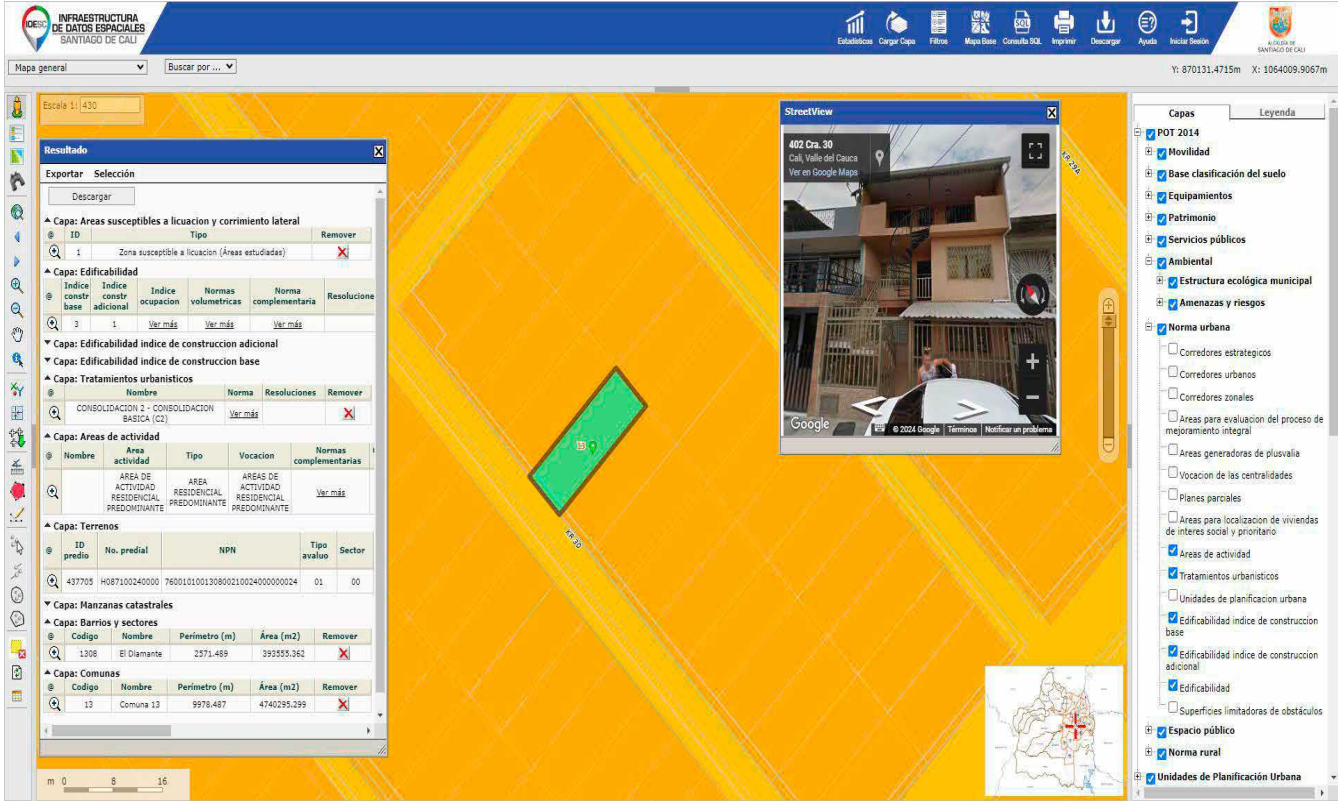 IDESC
INFRAESTRUCTURA
DE DATOS ESPACIALES
SANTIAGO DE CALI
Estadísticas Cargar Capa Filtros Mapa Base Consulta SQL Imprimir Descargar Ayuda Iniciar Sesión
ALCALDÍA DE
SANTIAGO DE CALI
Mapa general
Buscar por ...
Y: 870131.4715m X: 1064009.9067m
Escala 1: 430
Resultado
Exportar Selección
Descargar
Capa: Areas susceptibles a licuacion y corrimiento lateral
@ ID Tipo Remover
1 Zona susceptible a licuacion (Áreas estudiadas)
Capa: Edificabilidad
@ Indice constr base Indice constr adicional Indice ocupacion Normas volumetricas Norma complementaria Resolucione
3 1 Ver más Ver más Ver más
Capa: Edificabilidad indice de construccion adicional
Capa: Edificabilidad indice de construccion base
Capa: Tratamientos urbanisticos
@ Nombre Norma Resoluciones Remover
CONSOLIDACION 2 - CONSOLIDACION
BASICA (C2)
Ver más
Capa: Areas de actividad
@ Nombre Area actividad Tipo Vocacion Normas complementarias
AREA DE ACTIVIDAD RESIDENCIAL PREDOMINANTE AREA RESIDENCIAL PREDOMINANTE AREAS DE ACTIVIDAD RESIDENCIAL PREDOMINANTE Ver más
Capa: Terrenos
@ ID predio No. predial NPN Tipo avaluo Sector
437705 H087100240000 760010100130800210024000000024 01 00
Capa: Manzanas catastrales
Capa: Barrios y sectores
@ Codigo Nombre Perímetro (m) Área (m2) Remover
1308 El Diamante 2571.489 393555.362
Capa: Comunas
@ Codigo Nombre Perímetro (m) Área (m2) Remover
13 Comuna 13 9978.487 4740295.299
m 0 8 16
KR 29A
KR 30
StreetView
402 Cra. 30
Cali, Valle del Cauca
Ver en Google Maps
Google
© 2024 Google Términos Notificar un problema
Capas Leyenda
POT 2014
Movilidad
Base clasificación del suelo
Equipamientos
Patrimonio
Servicios públicos
Ambiental
Estructura ecológica municipal
Amenazas y riesgos
Norma urbana
Corredores estrategicos
Corredores urbanos
Corredores zonales
Areas para evaluacion del proceso de
mejoramiento integral
Areas generadoras de plusvalia
Vocacion de las centralidades
Planes parciales
Areas para localizacion de viviendas
de interes social y prioritario
Areas de actividad
Tratamientos urbanisticos
Unidades de planificacion urbana
Edificabilidad indice de construccion
base
Edificabilidad indice de construccion
adicional
Edificabilidad
Superficies limitadoras de obstáculos
Espacio público
Norma rural
Unidades de Planificación Urbana